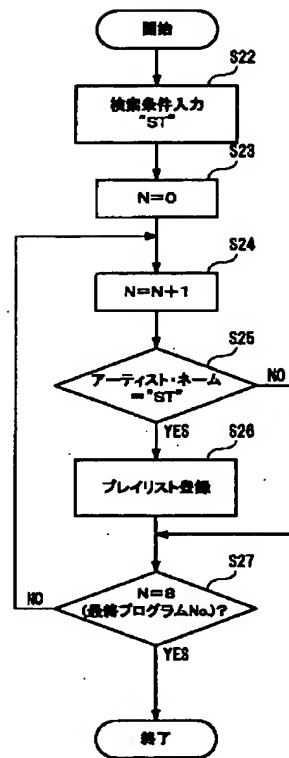 開始
S22
検索条件入力
"ST"
S23
N=0
S24
N=N+1
S25
アーティスト・ネーム
="ST"
NO
YES
S26
プレイリスト登録
S27
NO
N=8
(最終プログラムNo.)?
YES
終了